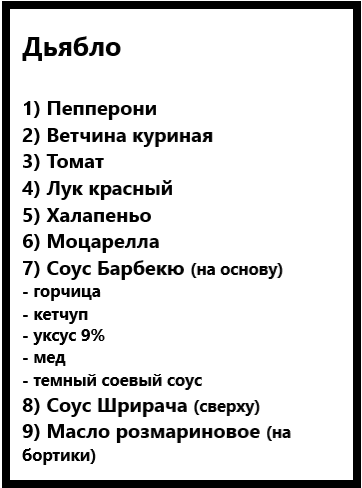 Дьябло
1) Пепперони
2) Ветчина куриная
3) Томат
4) Лук красный
5) Халапеньо
6) Моцарелла
7) Соус Барбекю (на основу)
- горчица
- кетчуп
- уксус 9%
- мед
- темный соевый соус
8) Соус Шрирача (сверху)
9) Масло розмариновое (на
бортики)